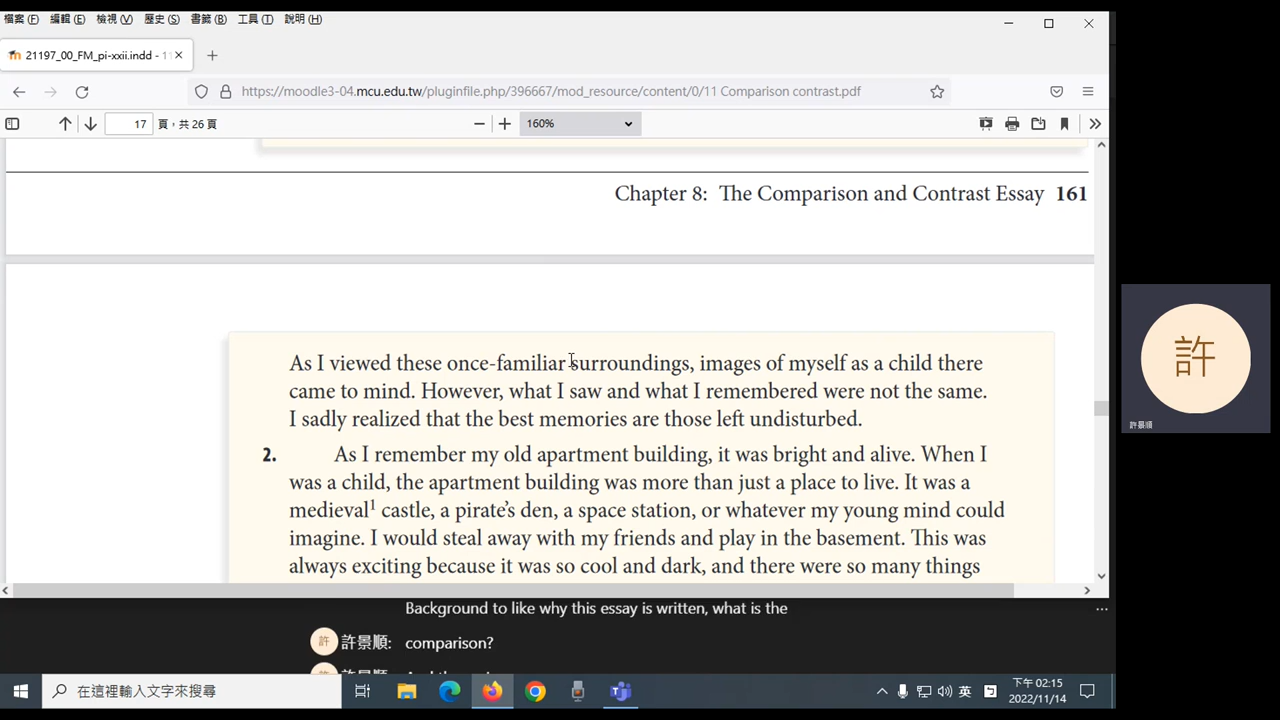 檔案(F) 編輯(E) 檢視(V) 歷史(S) 書籤(B) 工具(T) 說明(H)
21197_00_FM_pi-xxii.indd - 11
https://moodle3-04.mcu.edu.tw/pluginfile.php/396667/mod_resource/content/0/11 Comparison contrast.pdf
17 頁，共 26 頁 160%
Chapter 8: The Comparison and Contrast Essay 161
As I viewed these once-familiar surroundings, images of myself as a child there
came to mind. However, what I saw and what I remembered were not the same.
I sadly realized that the best memories are those left undisturbed.
2. As I remember my old apartment building, it was bright and alive. When I
was a child, the apartment building was more than just a place to live. It was a
medieval1 castle, a pirate's den, a space station, or whatever my young mind could
imagine. I would steal away with my friends and play in the basement. This was
always exciting because it was so cool and dark, and there were so many things
許
許景順
Background to like why this essay is written, what is the
許 許景順: comparison?
在這裡輸入文字來搜尋
英
下午 02:15
2022/11/14